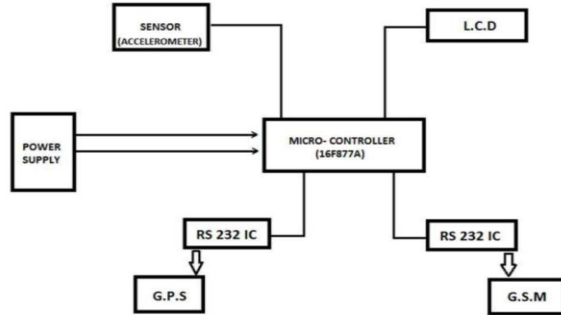 SENSOR
(ACCELEROMETER)
L.C.D
POWER
SUPPLY
MICRO- CONTROLLER
(16F877A)
RS 232 IC
RS 232 IC
G.P.S
G.S.M